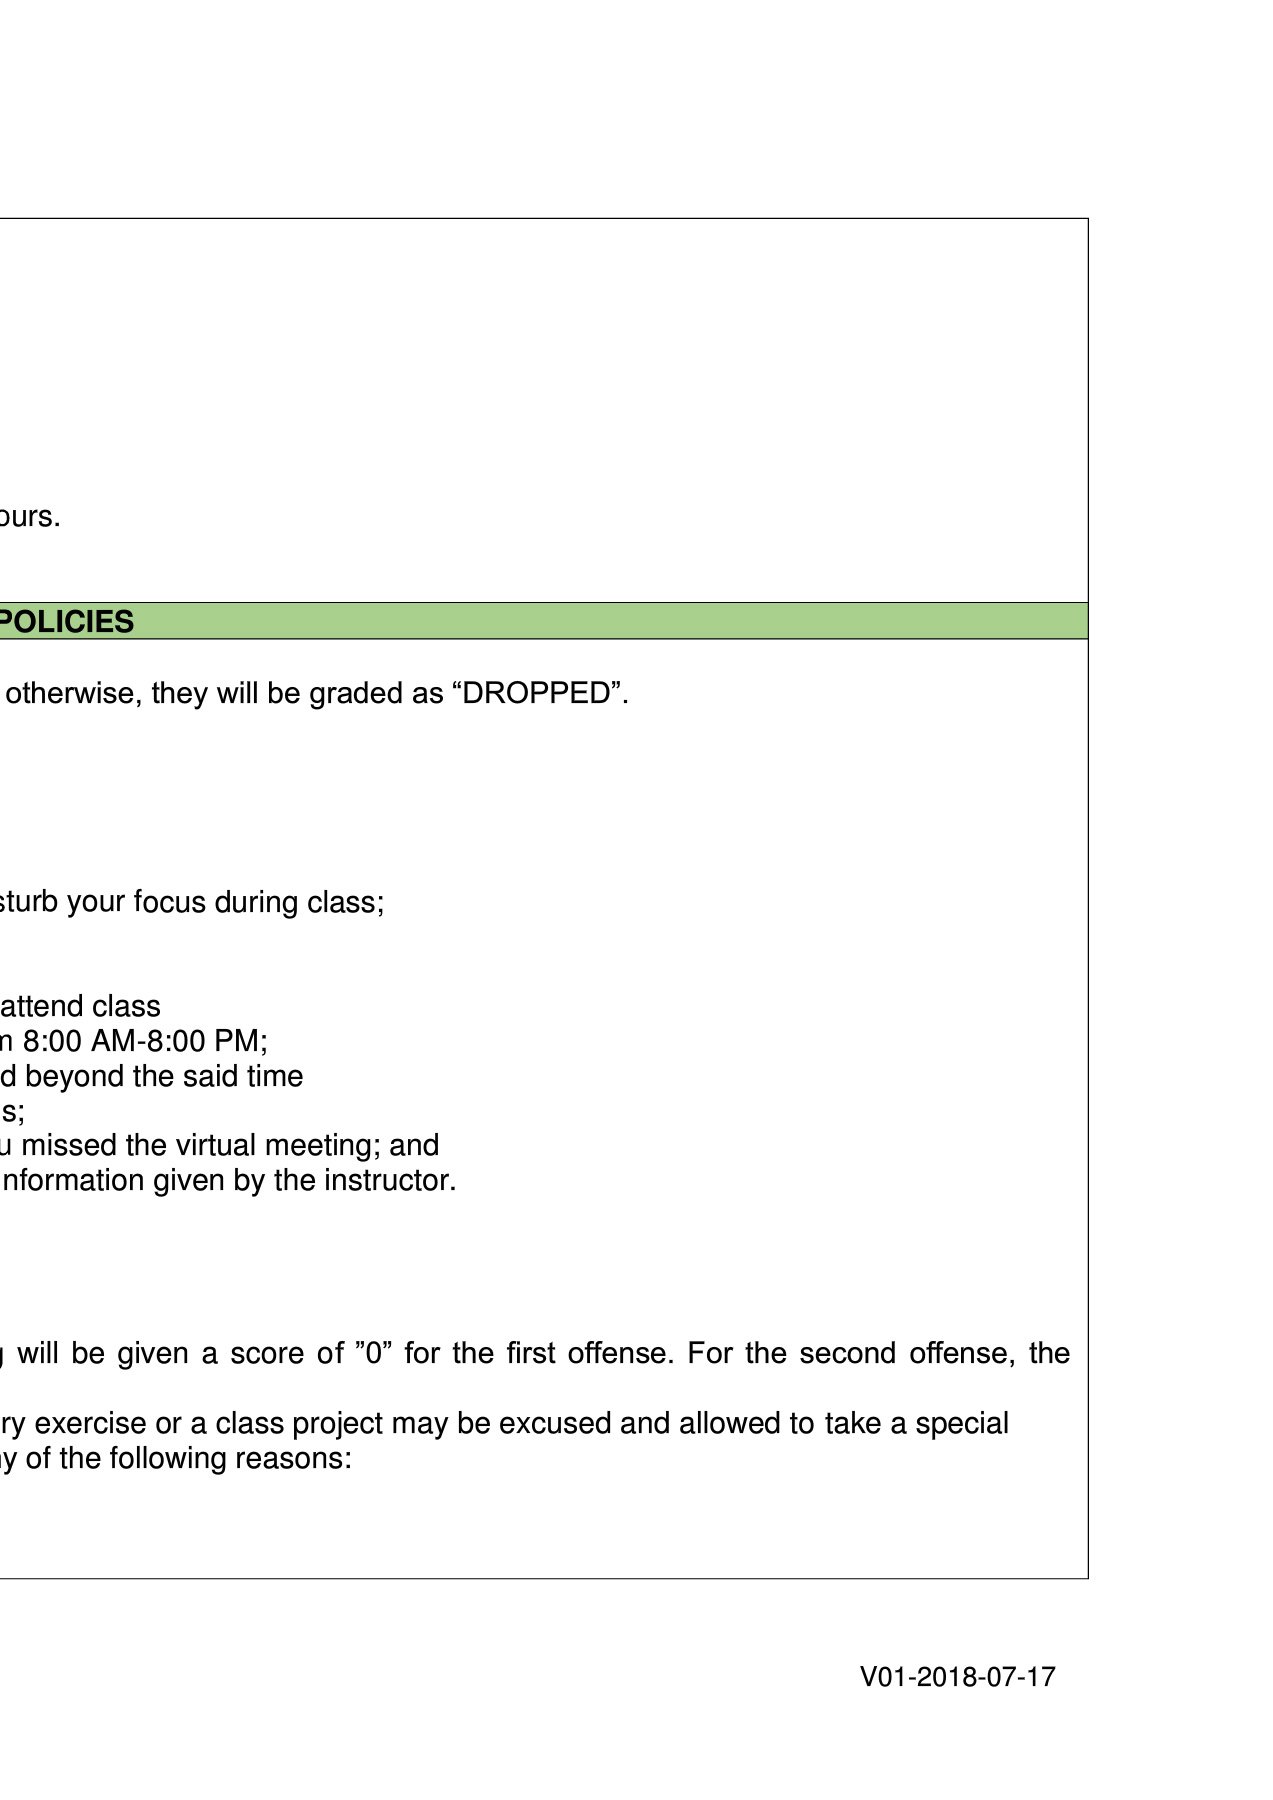 ours.
POLICIES
otherwise, they will be graded as “DROPPED”.
sturb your focus during class;
attend class
m 8:00 AM-8:00 PM;
d beyond the said time
s;
u missed the virtual meeting; and
nformation given by the instructor.
g will be given a score of ”0” for the first offense. For the second offense, the
ry exercise or a class project may be excused and allowed to take a special
ny of the following reasons:
V01-2018-07-17